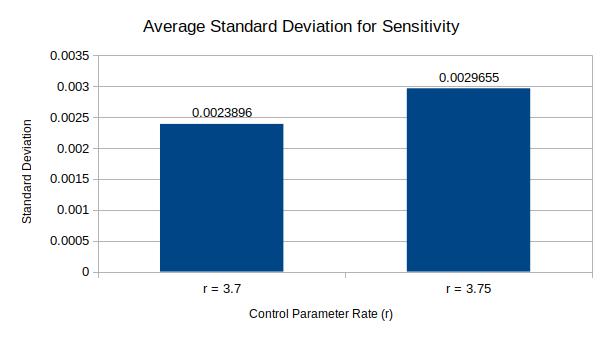 Average Standard Deviation for Sensitivity
0.0035
0.003
0.0025
0.002
0.0015
0.001
0.0005
0
Standard Deviation
0.0023896
0.0029655
r = 3.7
r = 3.75
Control Parameter Rate (r)